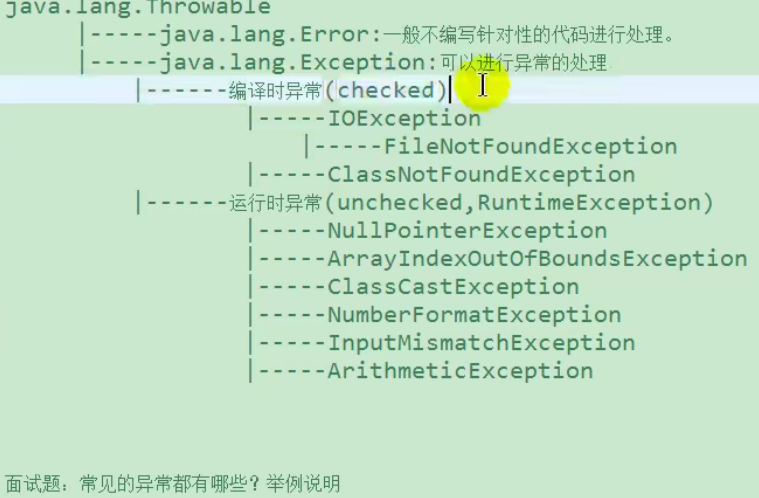 java.lang.Throwable
|-----java.lang.Error:一般不编写针对性的代码进行处理。
|-----java.lang.Exception:可以进行异常的处理
|------编译时异常(checked)
|-----IOException
|-----FileNotFoundException
|-----ClassNotFoundException
|------运行时异常(unchecked,RuntimeException)
|-----NullPointerException
|-----ArrayIndexOutOfBoundsException
|-----ClassCastException
|-----NumberFormatException
|-----InputMismatchException
|-----ArithmeticException
面试题：常见的异常都有哪些？举例说明